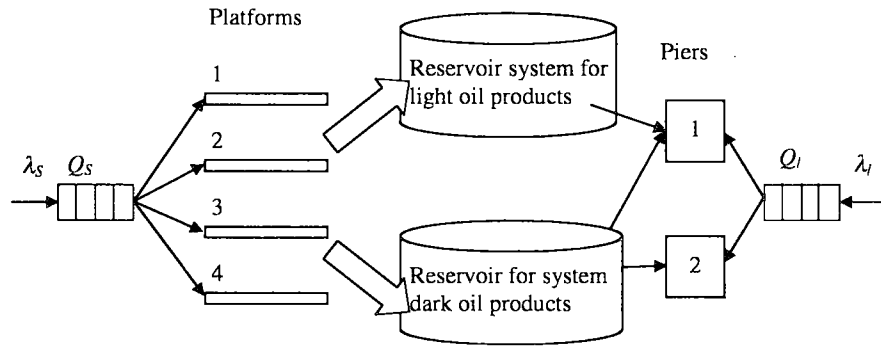 Platforms
1
2
3
4
λS
QS
Reservoir system for
light oil products
Reservoir for system
dark oil products
Piers
1
2
Ql
λl